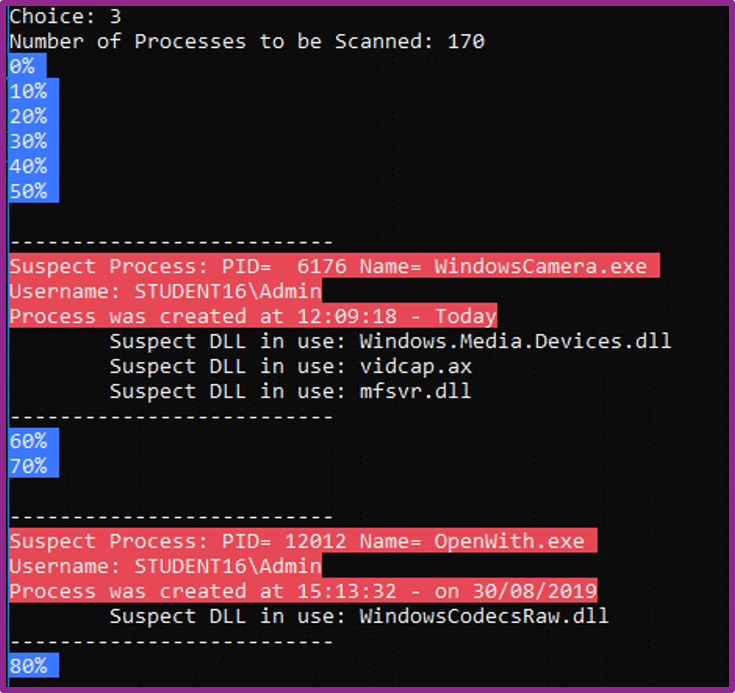 Choice: 3
Number of Processes to be Scanned: 170
0%
10%
20%
30%
40%
50%
--------------------------
Suspect Process: PID=  6176 Name= WindowsCamera.exe
Username: STUDENT16\Admin
Process was created at 12:09:18 - Today
        Suspect DLL in use: Windows.Media.Devices.dll
        Suspect DLL in use: vidcap.ax
        Suspect DLL in use: mfsvr.dll
--------------------------
60%
70%
--------------------------
Suspect Process: PID= 12012 Name= OpenWith.exe
Username: STUDENT16\Admin
Process was created at 15:13:32 - on 30/08/2019
        Suspect DLL in use: WindowsCodecsRaw.dll
--------------------------
80%